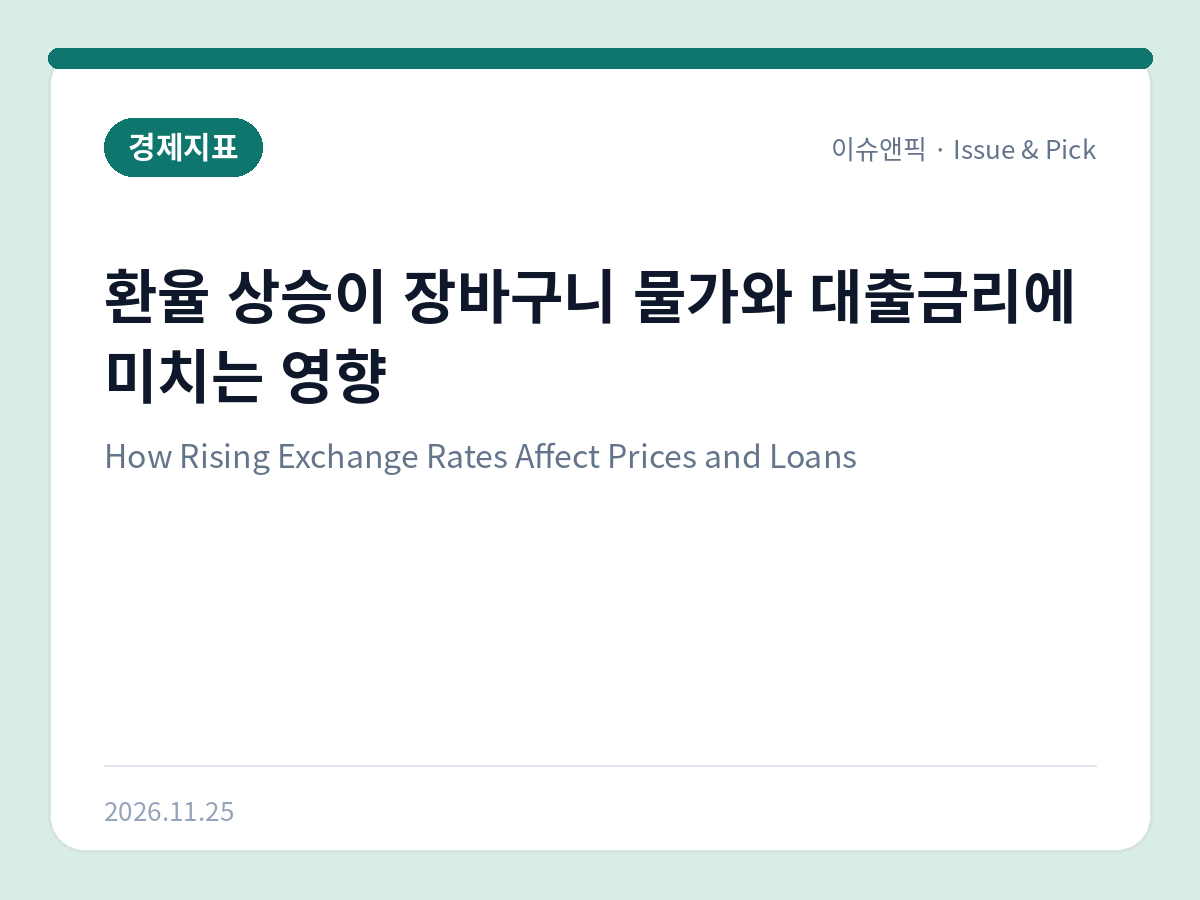 경제지표
이슈앤픽 · Issue & Pick
환율 상승이 장바구니 물가와 대출금리에
미치는 영향
How Rising Exchange Rates Affect Prices and Loans
2026.11.25